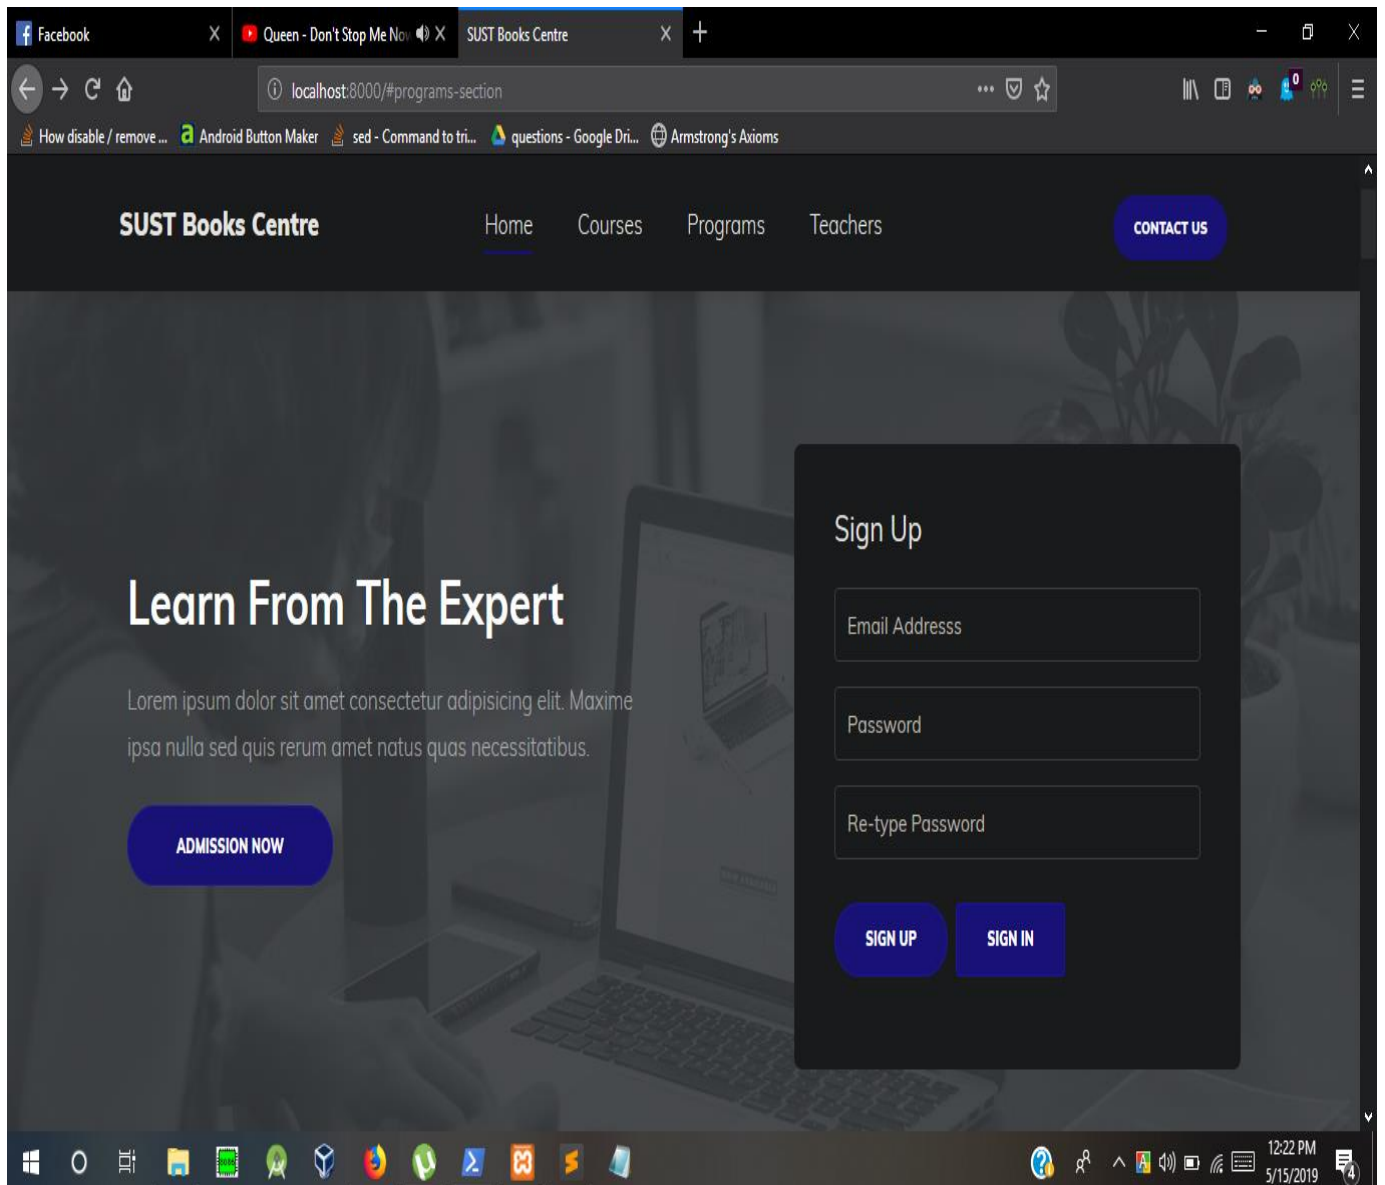 Facebook
Queen - Don't Stop Me Nov
SUST Books Centre
localhost:8000/#programs-section
0
How disable / remove ...
Android Button Maker
sed - Command to tri...
questions - Google Dri...
Armstrong's Axioms
SUST Books Centre
Home
Courses
Programs
Teachers
CONTACT US
Sign Up
Learn From The Expert
Email Addresss
Lorem ipsum dolor sit amet consectetur adipisicing elit. Maxime
ipsa nulla sed quis rerum amet natus quas necessitatibus.
Password
Re-type Password
ADMISSION NOW
SIGN UP
SIGN IN
12:22 PM
5/15/2019
4